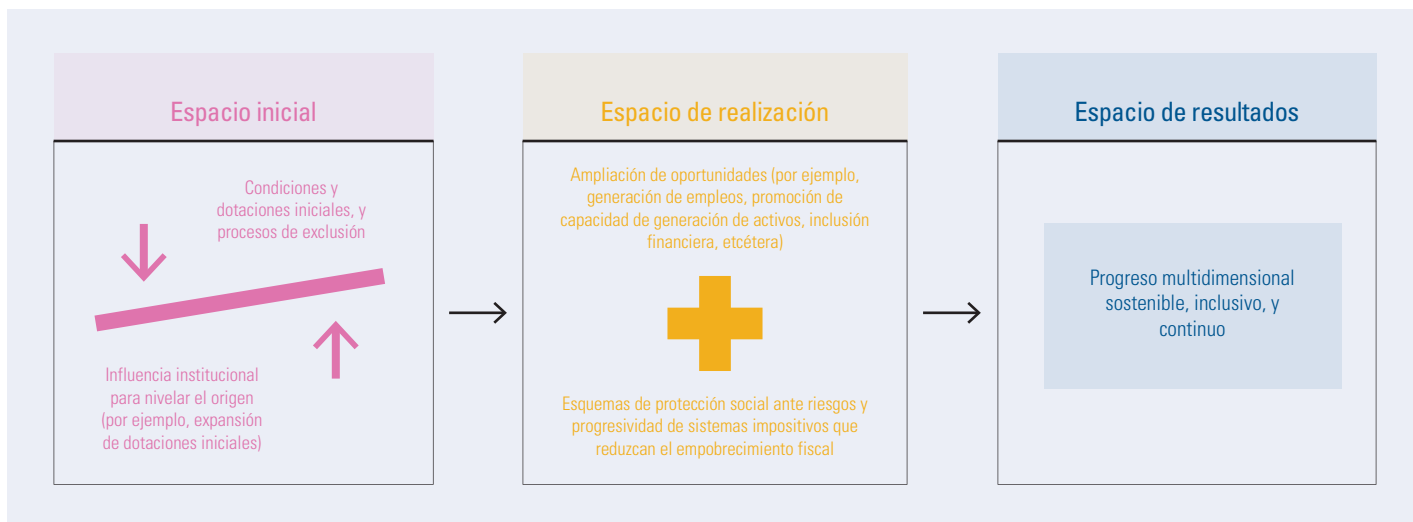 Espacio inicial
Condiciones y
dotaciones iniciales, y
procesos de exclusión
Influencia institucional
para nivelar el origen
(por ejemplo, expansión
de dotaciones iniciales)
Espacio de realización
Ampliación de oportunidades (por ejemplo,
generación de empleos, promoción de
capacidad de generación de activos, inclusión
financiera, etcétera)
Esquemas de protección social ante riesgos y
progresividad de sistemas impositivos que
reduzcan el empobrecimiento fiscal
Espacio de resultados
Progreso multidimensional
sostenible, inclusivo, y
continuo